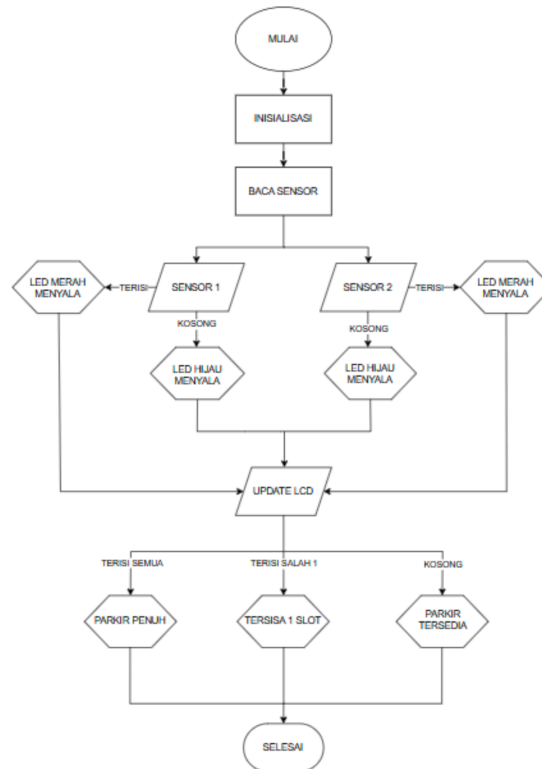 MULAI
INISIALISASI
BACA SENSOR
LED MERAH
MENYALA
TERISI
SENSOR 1
SENSOR 2
TERISI
LED MERAH
MENYALA
KOSONG
KOSONG
LED HIJAU
MENYALA
LED HIJAU
MENYALA
UPDATE LCD
TERISI SEMUA
TERISI SALAH 1
KOSONG
PARKIR PENUH
TERSISA 1 SLOT
PARKIR
TERSEDIA
SELESAI